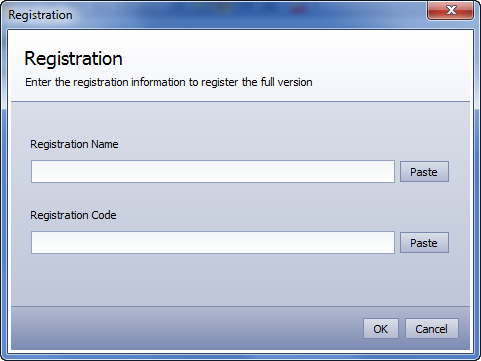 Registration
Registration
Enter the registration information to register the full version
Registration Name
Paste
Registration Code
Paste
OK Cancel